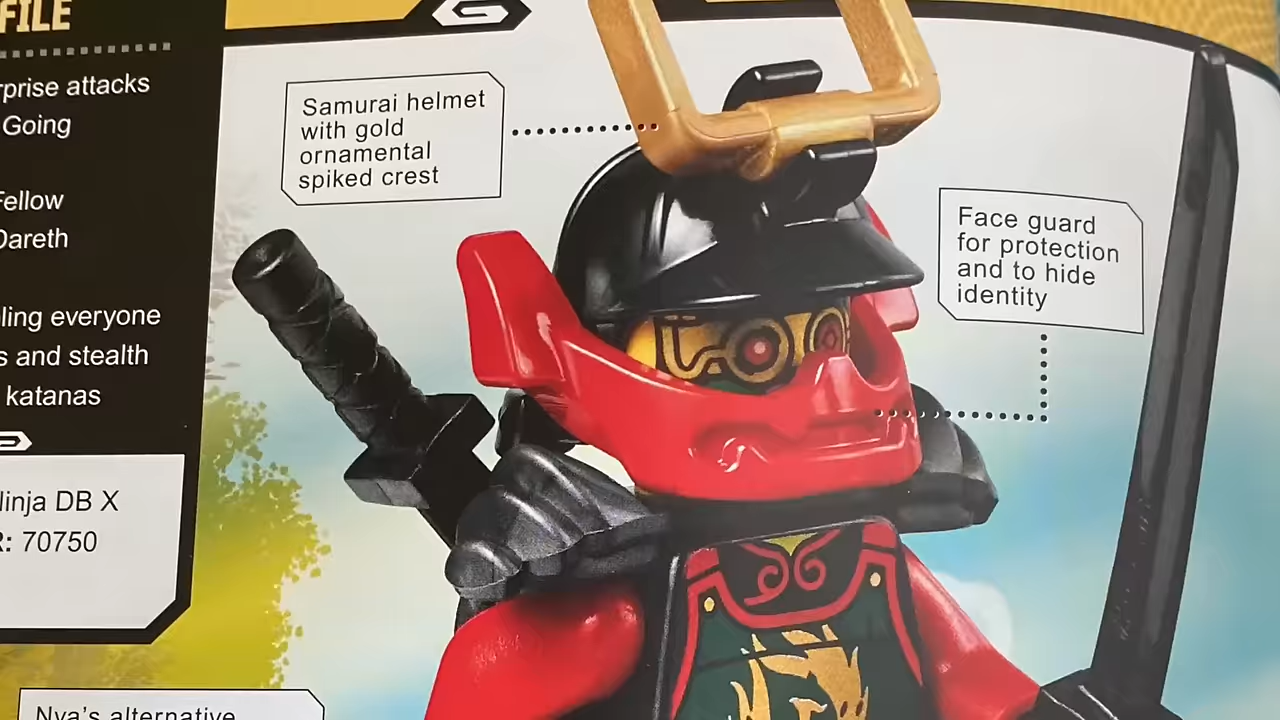 FILE
rprise attacks
Going
Fellow
Dareth
ling everyone
s and stealth
katanas
Ninja DB X
R: 70750
Samurai helmet
with gold
ornamental
spiked crest
Face guard
for protection
and to hide
identity
Nya's alternative